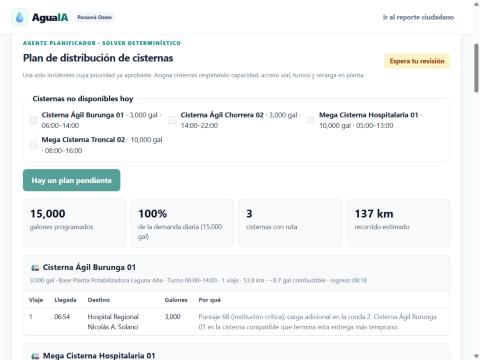 AguaIA Panamá Oeste Ir al reporte ciudadano
AGENTE PLANIFICADOR · SOLVER DETERMINÍSTICO
Plan de distribución de cisternas
Espera tu revisión
Usa solo incidentes cuya prioridad ya aprobaste. Asigna cisternas respetando capacidad, acceso vial, turnos y recarga en planta.
Cisternas no disponibles hoy
Cisterna Ágil Burunga 01 · 3,000 gal ·
06:00–14:00
Cisterna Ágil Chorrera 02 · 3,000 gal ·
14:00–22:00
Mega Cisterna Hospitalaria 01 ·
10,000 gal · 05:00–13:00
Mega Cisterna Troncal 02 · 10,000 gal
· 08:00–16:00
Hay un plan pendiente
15,000
galones programados
100%
de la demanda diaria (15,000
gal)
3
cisternas con ruta
137 km
recorrido estimado
Cisterna Ágil Burunga 01
3,000 gal · Base Planta Potabilizadora Laguna Alta · Turno 06:00–14:00 · 1 viaje · 53.8 km · ~8.7 gal combustible · regresó 08:18
Viaje Llegada Destino Galones Por qué
1 06:54 Hospital Regional
Nicolás A. Solano
3,000 Puntaje 68 (institución crítica); carga adicional en la ronda 2. Cisterna Ágil Burunga
01 es la cisterna compatible que termina esta entrega más temprano.
Mega Cisterna Hospitalaria 01